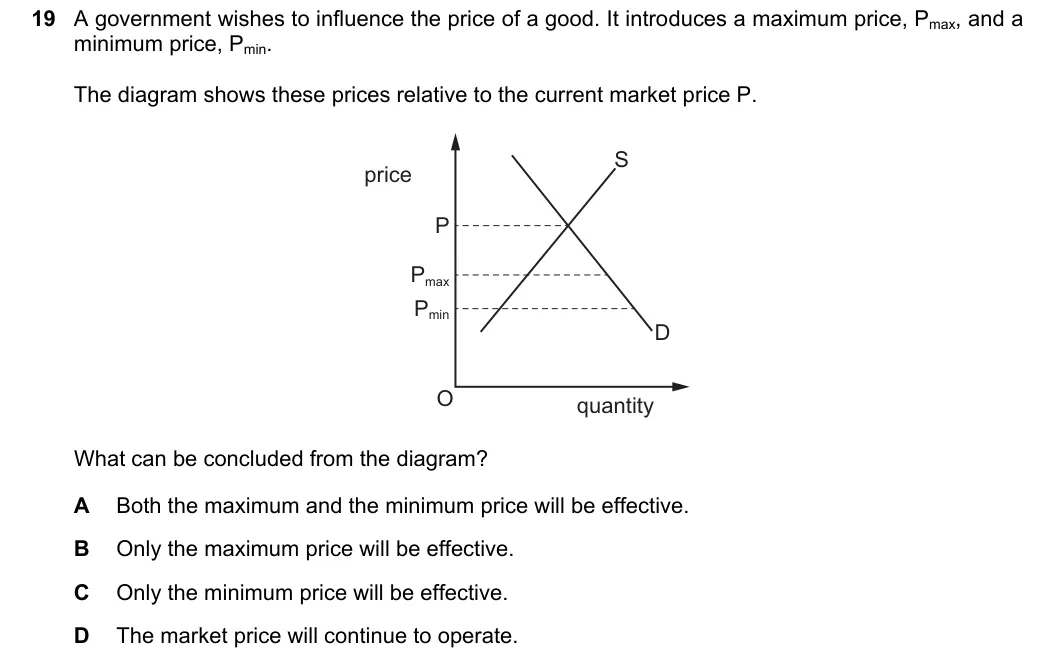 19 A government wishes to influence the price of a good. It introduces a maximum price, Pmax, and a
minimum price, Pmin.
The diagram shows these prices relative to the current market price P.
S
price
P
Pmax
Pmin
D
O
quantity
What can be concluded from the diagram?
A Both the maximum and the minimum price will be effective.
B Only the maximum price will be effective.
C Only the minimum price will be effective.
D The market price will continue to operate.